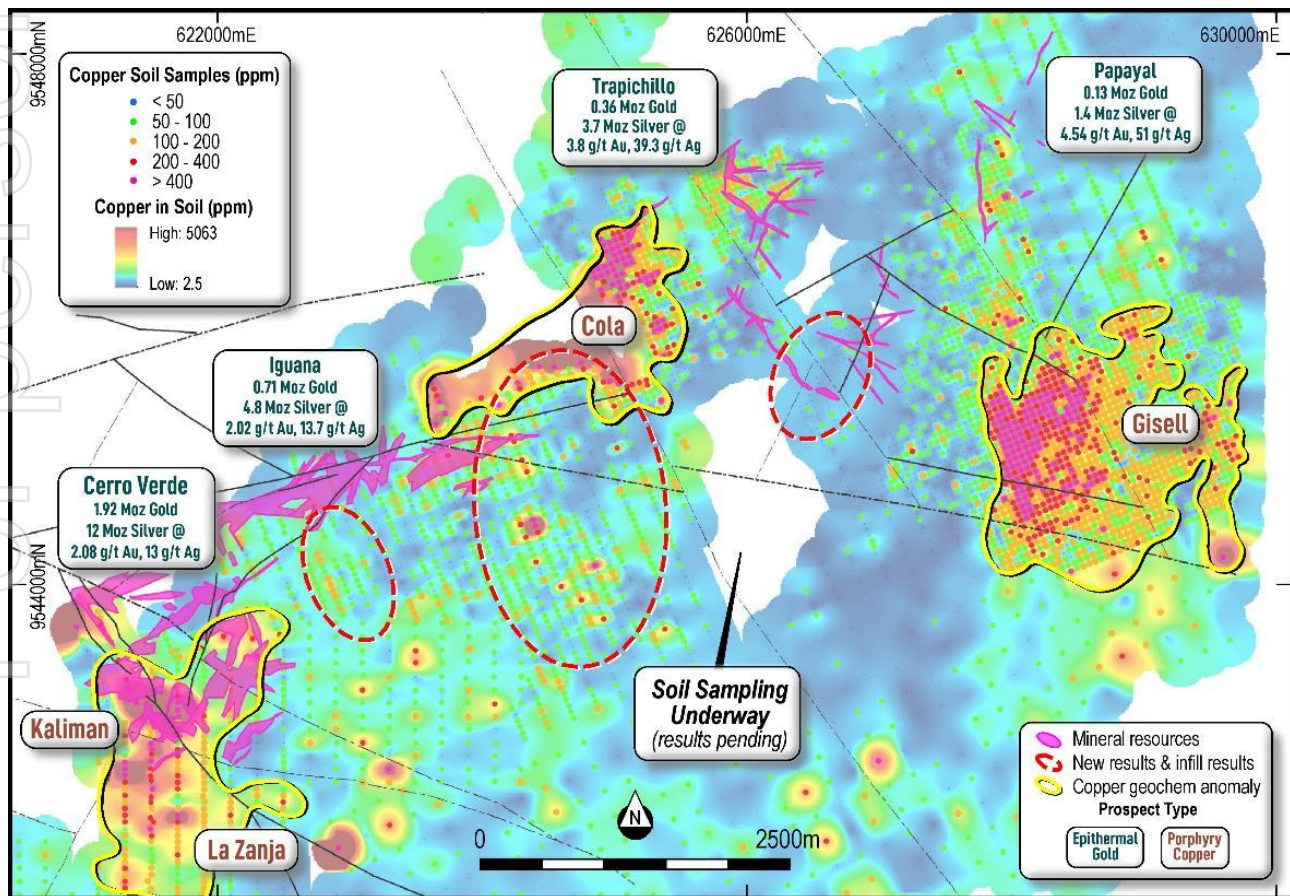 622000mE
626000mE
630000mE
9548000mN
9544000mN
Copper Soil Samples (ppm)
< 50
50 - 100
100 - 200
200 - 400
> 400
Copper in Soil (ppm)
High: 5063
Low: 2.5
Trapichillo
0.36 Moz Gold
3.7 Moz Silver @
3.8 g/t Au, 39.3 g/t Ag
Papayal
0.13 Moz Gold
1.4 Moz Silver @
4.54 g/t Au, 51 g/t Ag
Cola
Iguana
0.71 Moz Gold
4.8 Moz Silver @
2.02 g/t Au, 13.7 g/t Ag
Gisell
Cerro Verde
1.92 Moz Gold
12 Moz Silver @
2.08 g/t Au, 13 g/t Ag
Soil Sampling
Underway
(results pending)
Kaliman
La Zanja
N
0
2500m
Mineral resources
New results & infill results
Copper geochem anomaly
Prospect Type
Epithermal
Gold
Porphyry
Copper